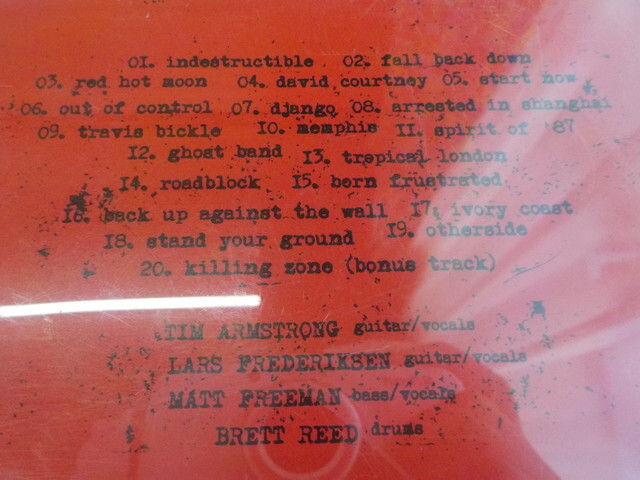 01. indestructible 02. fall back down
03. red hot moon 04. david courtney 05. start now
06. out of control 07. django 08. arrested in shanghai
09. travis bickle 10. memphis 11. spirit of '87
12. ghost band 13. tropical london
14. roadblock 15. born frustrated
16. back up against the wall 17. ivory coast
18. stand your ground 19. otherside
20. killing zone (bonus track)
TIM ARMSTRONG guitar/vocals
LARS FREDERIKSEN guitar/vocals
MATT FREEMAN bass/vocals
BRETT REED drums